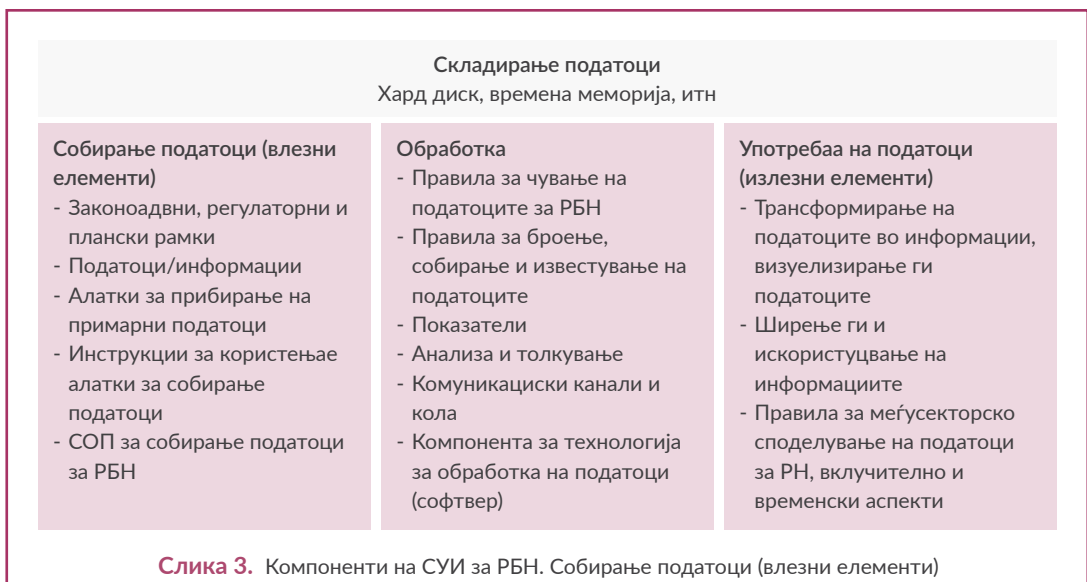 Складирање податоци
Хард диск, времена меморија, итн
Собирање податоци (влезни
елементи)
- Законоадвни, регулаторни и
плански рамки
- Податоци/информации
- Алатки за прибирање на
примарни податоци
- Инструкции за користењае
алатки за собирање
податоци
- СОП за собирање податоци
за РБН
Обработка
- Правила за чување на
податоците за РБН
- Правила за броење,
собирање и известување на
податоците
- Показатели
- Анализа и толкување
- Комуникациски канали и
кола
- Компонента за технологија
за обработка на податоци
(софтвер)
Употребаа на податоци
(излезни елементи)
- Трансформирање на
податоците во информации,
визуелизирање ги
податоците
- Ширење ги и
искористуцвање на
информациите
- Правила за меѓусекторско
споделување на податоци
за РН, вклучително и
временски аспекти
Слика 3. Компоненти на СУИ за РБН. Собирање податоци (влезни елементи)